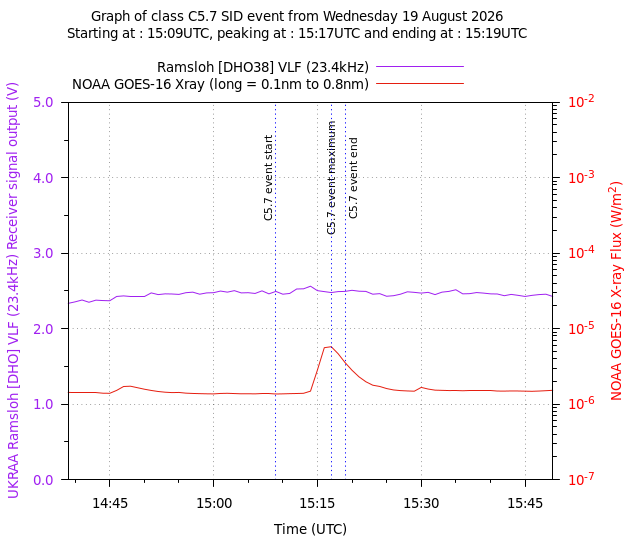 Graph of class C5.7 SID event from Wednesday 19 August 2026
Starting at : 15:09UTC, peaking at : 15:17UTC and ending at : 15:19UTC
Ramsloh [DHO38] VLF (23.4kHz)
NOAA GOES-16 Xray (long = 0.1nm to 0.8nm)
UKRAA Ramsloh [DHO] VLF (23.4kHz) Receiver signal output (V)
5.0
4.0
3.0
2.0
1.0
0.0
C5.7 event start
C5.7 event maximum
C5.7 event end
10-2
10-3
10-4
10-5
10-6
10-7
NOAA GOES-16 X-ray Flux (W/m2)
14:45 15:00 15:15 15:30 15:45
Time (UTC)